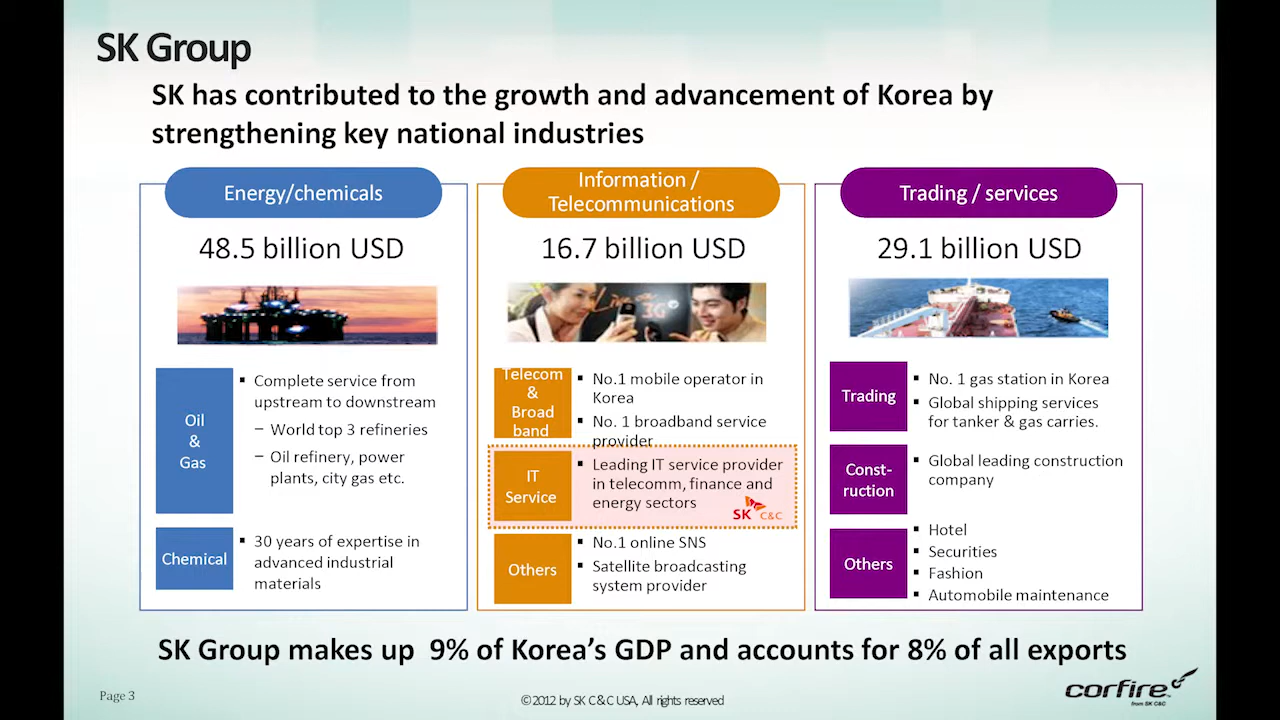 SK Group
SK has contributed to the growth and advancement of Korea by
strengthening key national industries
Energy/chemicals
48.5 billion USD
Oil
&
Gas
▪ Complete service from
upstream to downstream
– World top 3 refineries
– Oil refinery, power
plants, city gas etc.
Chemical
▪ 30 years of expertise in
advanced industrial
materials
Information /
Telecommunications
16.7 billion USD
3G
Telecom
&
Broad
band
▪ No.1 mobile operator in
Korea
▪ No. 1 broadband service
provider
IT
Service
▪ Leading IT service provider
in telecomm, finance and
energy sectors
SK C&C
Others
▪ No.1 online SNS
▪ Satellite broadcasting
system provider
Trading / services
29.1 billion USD
Trading
▪ No. 1 gas station in Korea
▪ Global shipping services
for tanker & gas carries.
Const-
ruction
▪ Global leading construction
company
Others
▪ Hotel
▪ Securities
▪ Fashion
▪ Automobile maintenance
SK Group makes up 9% of Korea’s GDP and accounts for 8% of all exports
Page 3
© 2012 by SK C&C USA, All rights reserved
corfire
from SK C&C